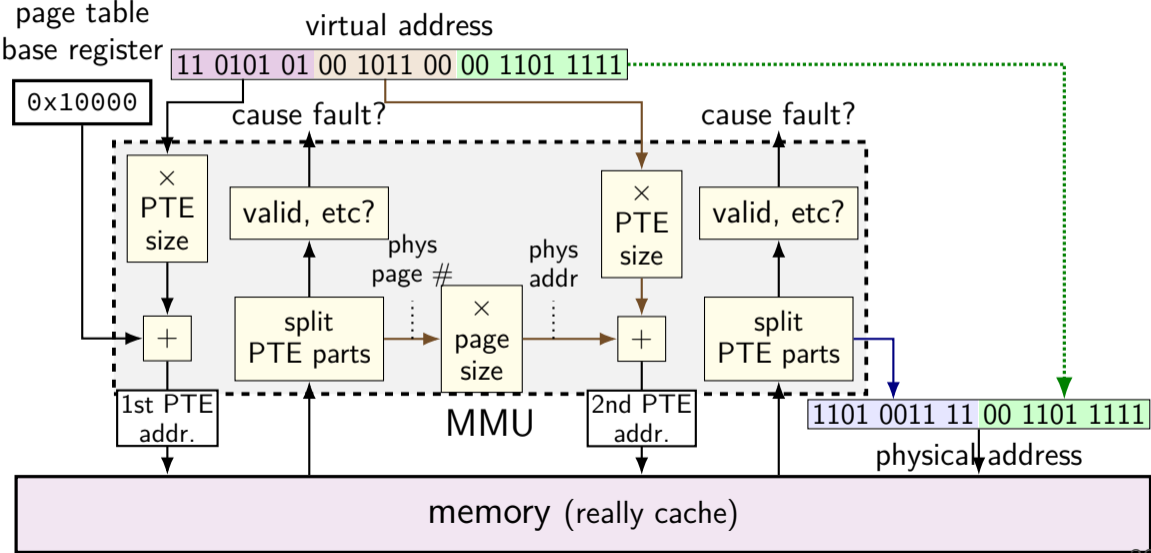 page table
base register
virtual address
11 0101 01 00 1011 00 00 1101 1111
0x10000
cause fault?
cause fault?
×
PTE
size
valid, etc?
×
PTE
size
valid, etc?
phys
page #
phys
addr
+
split
PTE parts
×
page
size
+
split
PTE parts
1st PTE
addr.
MMU
2nd PTE
addr.
1101 0011 11 00 1101 1111
physical address
memory (really cache)